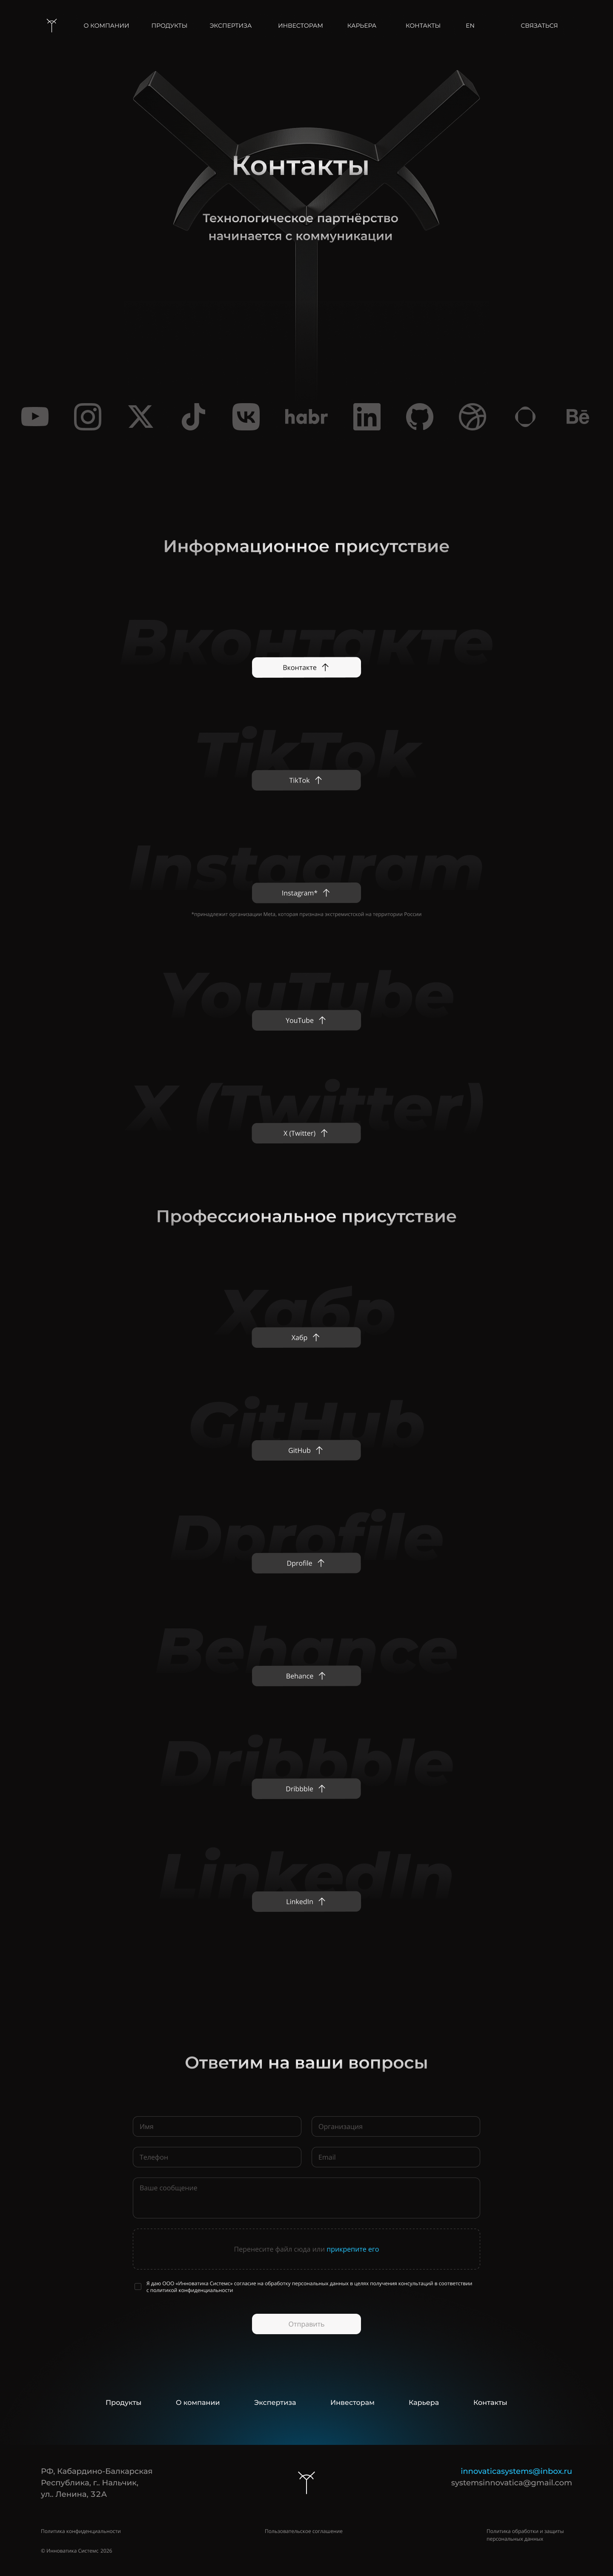 О КОМПАНИИ
ПРОДУКТЫ
ЭКСПЕРТИЗА
ИНВЕСТОРАМ
КАРЬЕРА
КОНТАКТЫ
EN
СВЯЗАТЬСЯ
Контакты
Технологическое партнёрство
начинается с коммуникации
habr
in
Bē
Информационное присутствие
Вконтакте
Вконтакте
TikTok
TikTok
Instagram
Instagram*
*принадлежит организации Meta, которая признана экстремистской на территории России
YouTube
YouTube
X (Twitter)
X (Twitter)
Профессиональное присутствие
Хабр
Хабр
GitHub
GitHub
Dprofile
Dprofile
Behance
Behance
Dribbble
Dribbble
LinkedIn
LinkedIn
Ответим на ваши вопросы
Имя
Организация
Телефон
Email
Ваше сообщение
Перенесите файл сюда или прикрепите его
Я даю ООО «Инноватика Системс» согласие на обработку персональных данных в целях получения консультаций в соответствии
с политикой конфиденциальности
Отправить
Продукты
О компании
Экспертиза
Инвесторам
Карьера
Контакты
РФ, Кабардино-Балкарская
Республика, г.. Нальчик,
ул.. Ленина, 32А
innovaticasystems@inbox.ru
systemsinnovatica@gmail.com
Политика конфиденциальности
Пользовательское соглашение
Политика обработки и защиты
персональных данных
© Инноватика Системс 2026